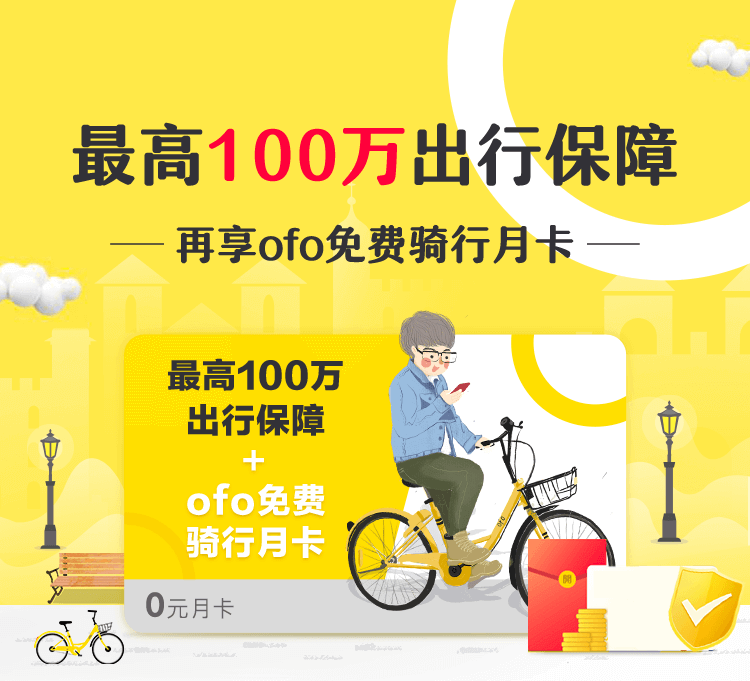 最高100万出行保障
再享ofo免费骑行月卡
最高100万
出行保障
+
ofo免费
骑行月卡
0元月卡
ofo
開